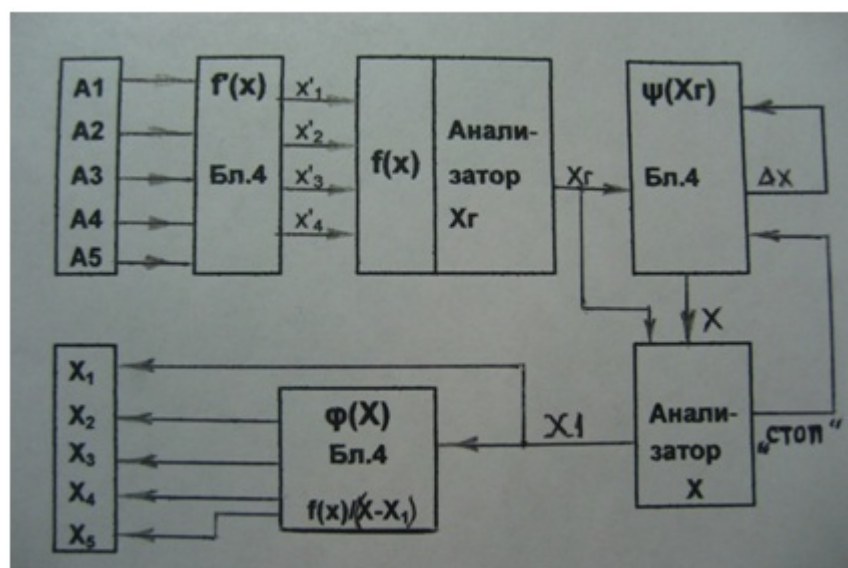 A1
A2
A3
A4
A5
f'(x)
Бл.4
x'₁
x'₂
x'₃
x'₄
f(x)
Анали-
затор
Xг
Xг
ψ(Xг)
Бл.4
Δx
X
Анали-
затор
X
"стоп"
X1
φ(X)
Бл.4
f(x)/(X-X₁)
X₁
X₂
X₃
X₄
X₅